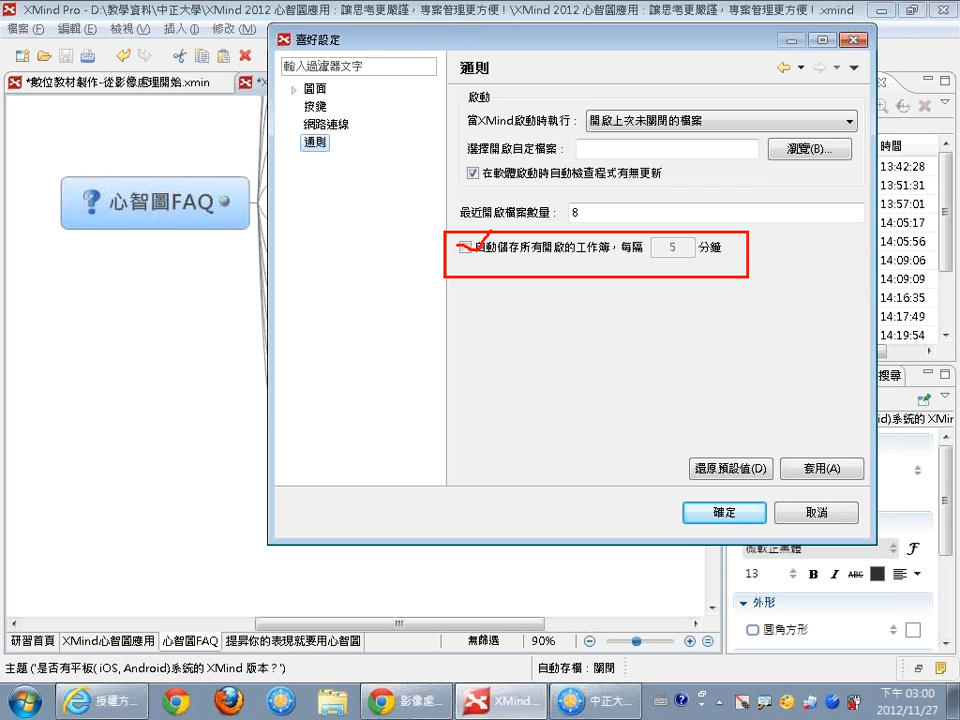 XMind Pro - D:\教學資料\中正大學\XMind 2012 心智圖應用：讓思考更嚴謹，專案管理更方便！\XMind 2012 心智圖應用：讓思考更嚴謹，專案管理更方便！.xmind
檔案(F) 編輯(E) 檢視(V) 插入(I) 修改(M)
喜好設定
*數位教材製作-從影像處理開始.xmin
輸入過濾器文字
圖面
按鍵
網路連線
通則
通則
啟動
當XMind啟動時執行：
開啟上次未關閉的檔案
選擇開啟自定檔案：
瀏覽(B)...
在軟體啟動時自動檢查程式有無更新
最近開啟檔案數量：
8
自動儲存所有開啟的工作簿，每隔 5 分鐘
還原預設值(D)
套用(A)
確定
取消
心智圖FAQ
時間
13:42:28
13:51:31
13:57:01
14:05:17
14:05:56
14:09:06
14:09:09
14:16:35
14:17:49
14:19:54
搜尋
id)系統的 XMin
微軟正黑體
13
B I ABC
外形
圓角方形
研習首頁 XMind心智圖應用 心智圖FAQ 提昇你的表現就要用心智圖
無篩選
90%
主題 ('是否有平板( iOS, Android)系統的 XMind 版本？')
自動存檔：關閉
授權方...
影像處...
XMind...
中正大...
下午 03:00
2012/11/27